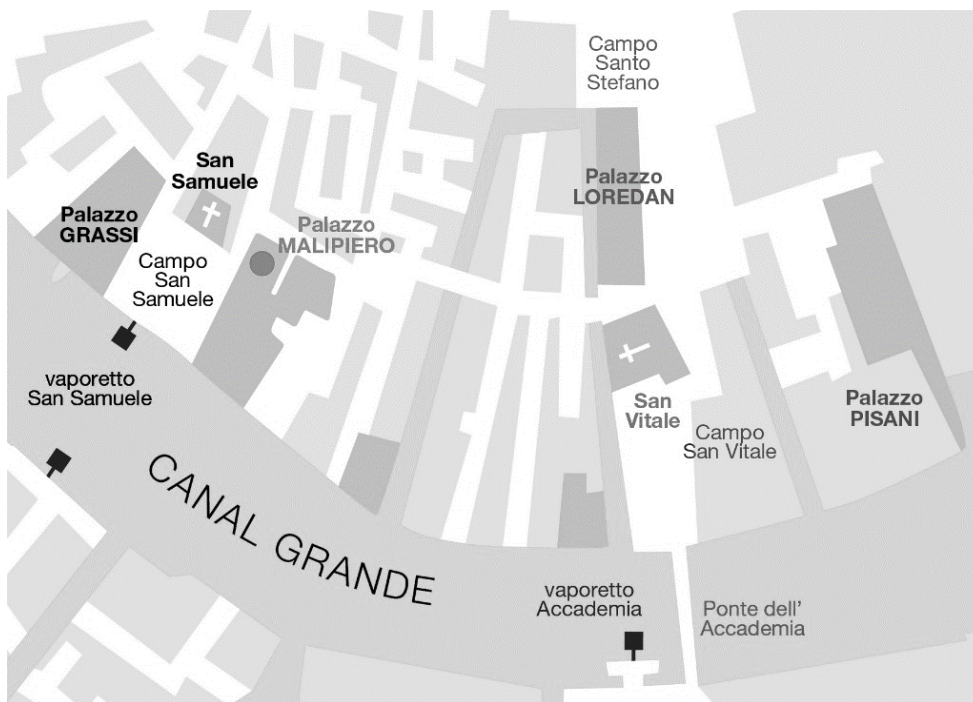 Campo
Santo
Stefano
San
Samuele
Palazzo
LOREDAN
Palazzo
GRASSI
Palazzo
MALIPIERO
Campo
San
Samuele
vaporetto
San Samuele
San
Vitale
Campo
San Vitale
Palazzo
PISANI
CANAL GRANDE
vaporetto
Accademia
Ponte dell'
Accademia